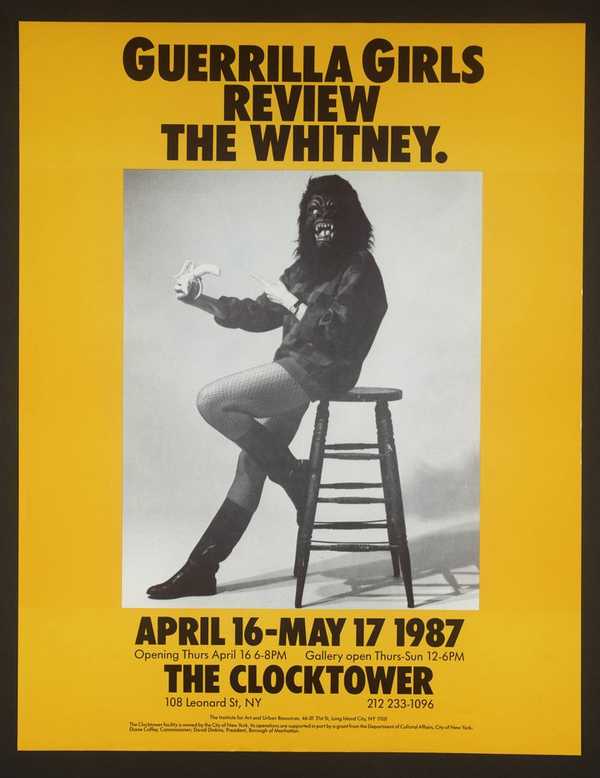 GUERRILLA GIRLS
REVIEW
THE WHITNEY.
APRIL 16-MAY 17 1987
Opening Thurs April 16 6-8PM Gallery open Thurs-Sun 12-6PM
THE CLOCKTOWER
108 Leonard St, NY 212 233-1096
The Institute for Art and Urban Resources, 46-01 21st St, Long Island City, NY 11101
The Clocktower facility is owned by the City of New York. Its operations are supported in part by a grant from the Department of Cultural Affairs, City of New York.
Diane Coffey, Commissioner; David Dinkins, President, Borough of Manhattan.